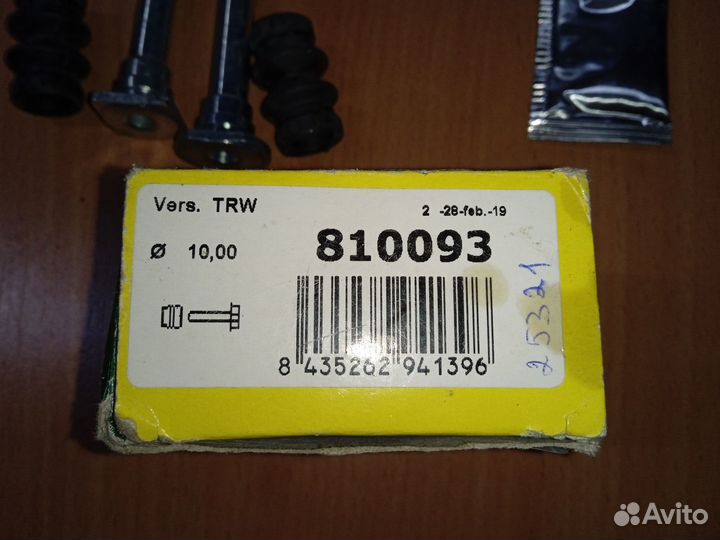 Vers. TRW
2 -28-feb.-19
Ø 10,00
810093
8 435262 941396
25321
Avito